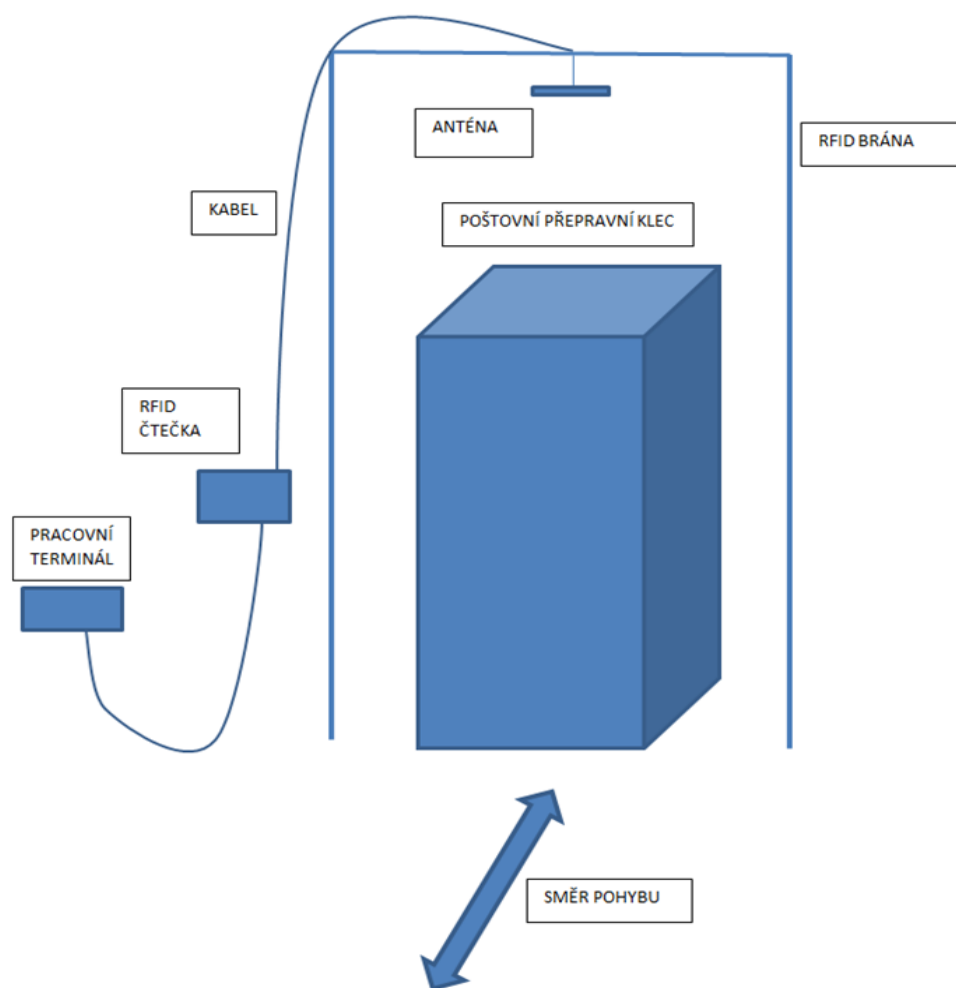 ANTÉNA
RFID BRÁNA
KABEL
POŠTOVNÍ PŘEPRAVNÍ KLEC
RFID
ČTEČKA
PRACOVNÍ
TERMINÁL
SMĚR POHYBU